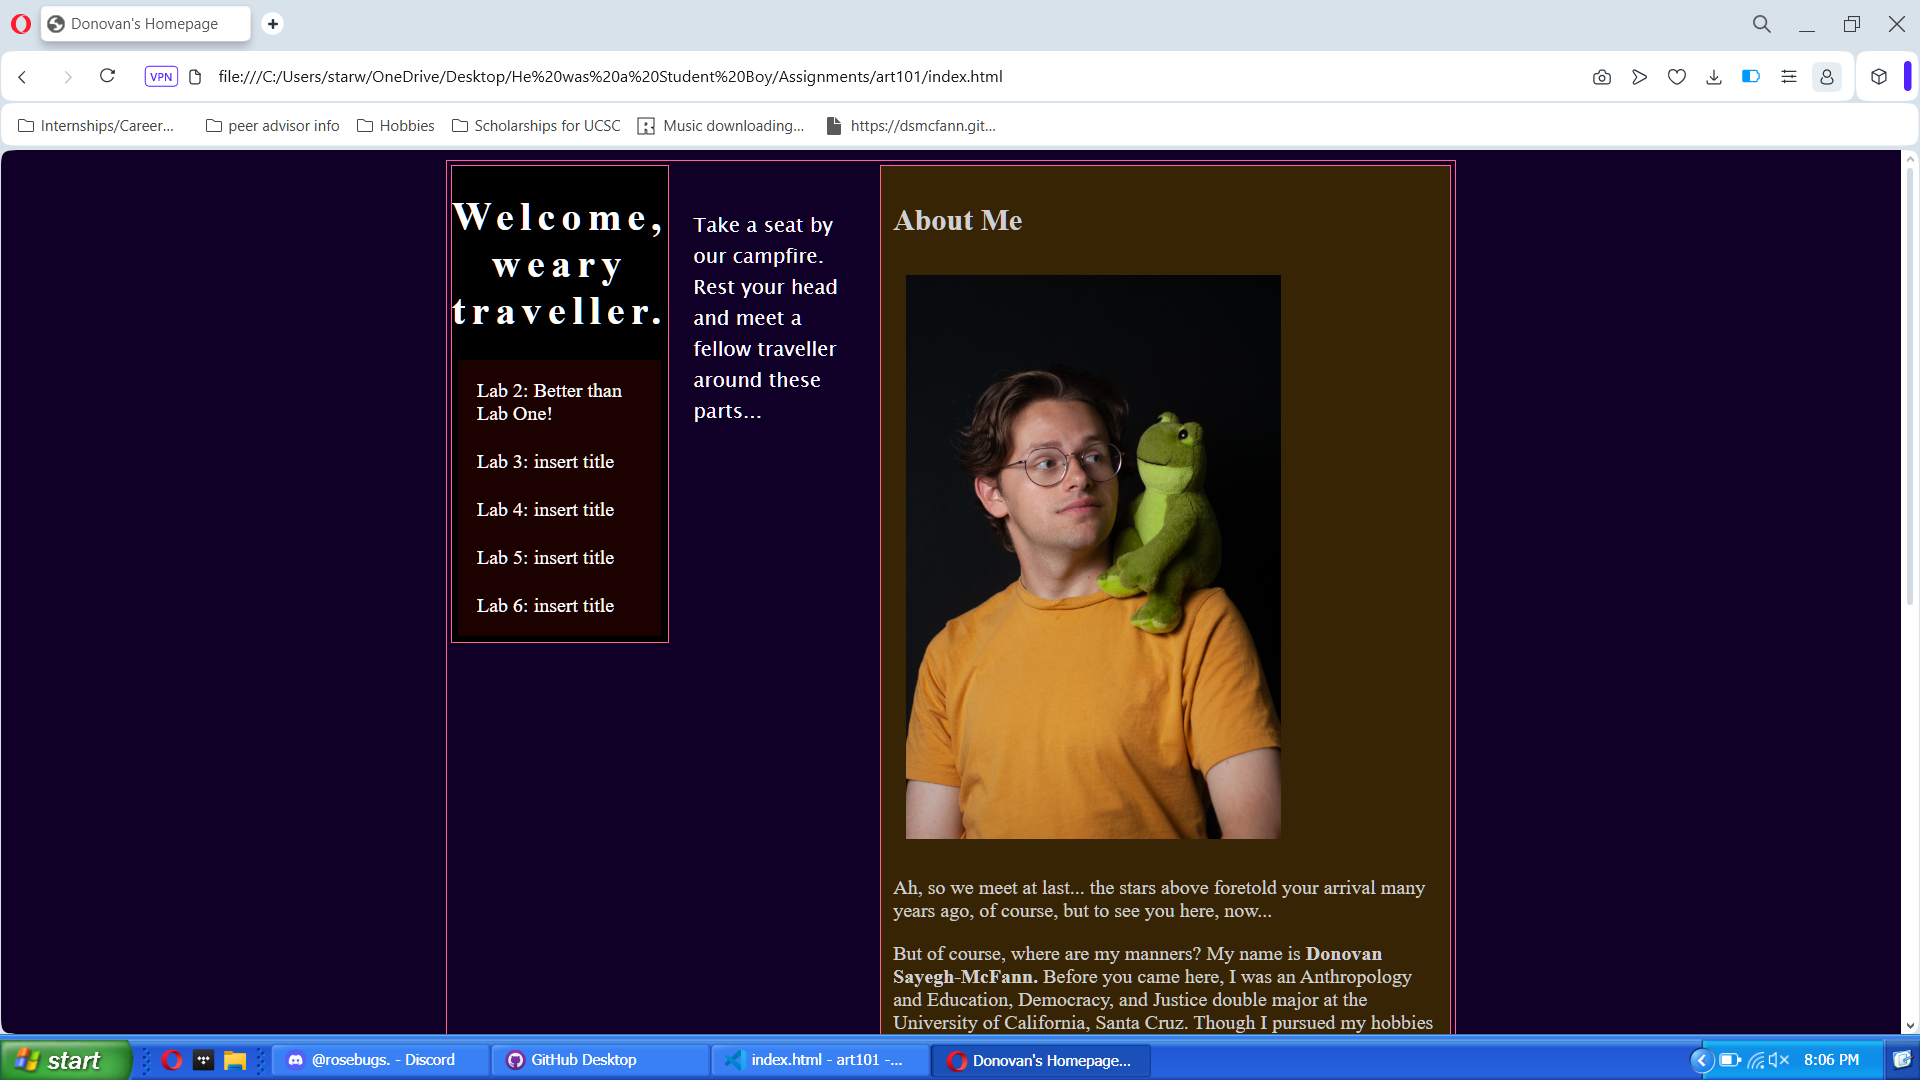 Donovan's Homepage
VPN
file:///C:/Users/starw/OneDrive/Desktop/He%20was%20a%20Student%20Boy/Assignments/art101/index.html
Internships/Career...
peer advisor info
Hobbies
Scholarships for UCSC
Music downloading...
https://dsmcfann.git...
Welcome,
weary
traveller.
Lab 2: Better than
Lab One!
Lab 3: insert title
Lab 4: insert title
Lab 5: insert title
Lab 6: insert title
Take a seat by
our campfire.
Rest your head
and meet a
fellow traveller
around these
parts...
About Me
Ah, so we meet at last... the stars above foretold your arrival many
years ago, of course, but to see you here, now...
But of course, where are my manners? My name is Donovan
Sayegh-McFann. Before you came here, I was an Anthropology
and Education, Democracy, and Justice double major at the
University of California, Santa Cruz. Though I pursued my hobbies
start
@rosebugs. - Discord
GitHub Desktop
index.html - art101 -...
Donovan's Homepage...
8:06 PM